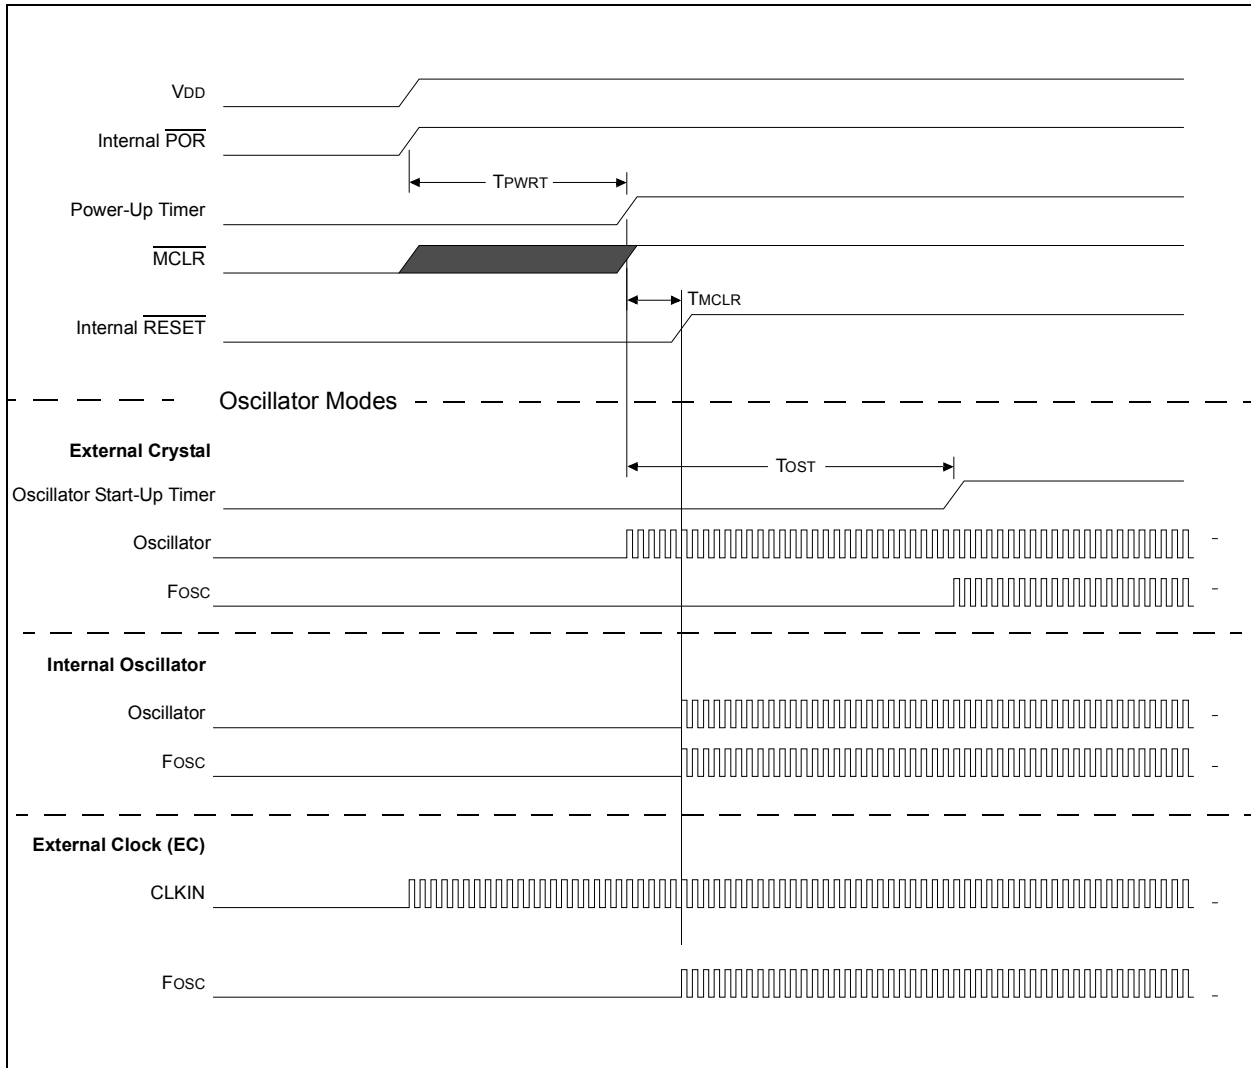 VDD
Internal POR
TPWRT
Power-Up Timer
MCLR
TMCLR
Internal RESET
Oscillator Modes
External Crystal
TOST
Oscillator Start-Up Timer
Oscillator
FOSC
Internal Oscillator
Oscillator
FOSC
External Clock (EC)
CLKIN
FOSC